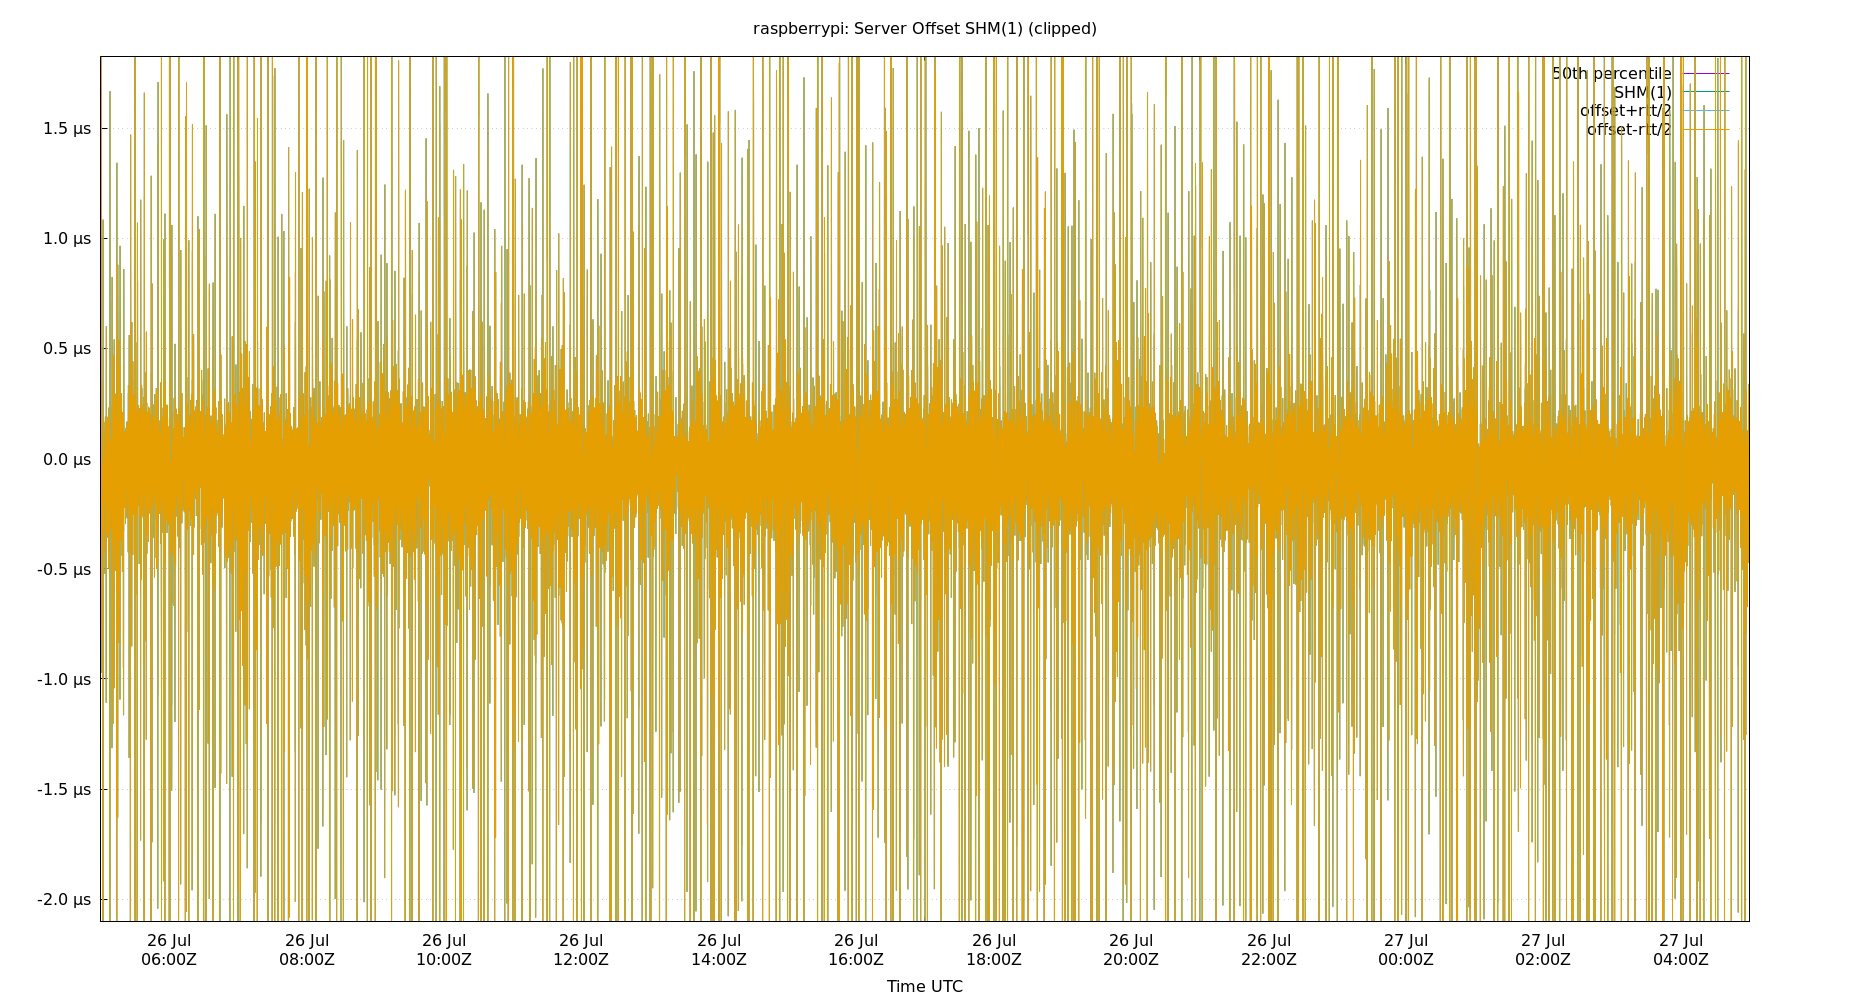 raspberrypi: Server Offset SHM(1) (clipped)
50th percentile
SHM(1)
offset+rtt/2
offset-rtt/2
1.5 µs
1.0 µs
0.5 µs
0.0 µs
-0.5 µs
-1.0 µs
-1.5 µs
-2.0 µs
26 Jul 26 Jul 26 Jul 26 Jul 26 Jul 26 Jul 26 Jul 26 Jul 26 Jul 27 Jul 27 Jul 27 Jul
06:00Z 08:00Z 10:00Z 12:00Z 14:00Z 16:00Z 18:00Z 20:00Z 22:00Z 00:00Z 02:00Z 04:00Z
Time UTC